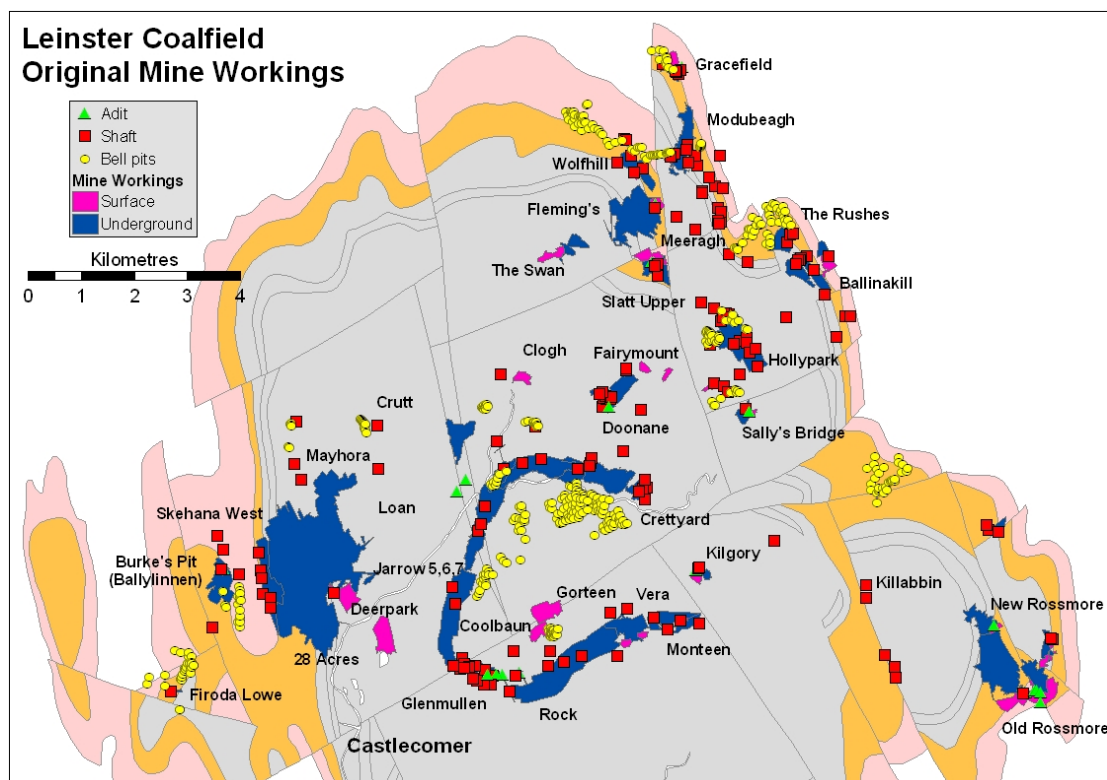 Leinster Coalfield
Original Mine Workings
Adit
Shaft
Bell pits
Mine Workings
Surface
Underground
Kilometres
0 1 2 3 4
Gracefield
Modubeagh
Wolfhill
Fleming's
The Rushes
Meeragh
The Swan
Ballinakill
Slatt Upper
Clogh
Fairymount
Hollypark
Crutt
Doonane
Sally's Bridge
Mayhora
Loan
Skehana West
Crettyard
Burke's Pit
(Ballylinnen)
Jarrow 5,6,7
Kilgory
Killabbin
Deerpark
Gorteen
Vera
New Rossmore
Coolbaun
28 Acres
Monteen
Firoda Lowe
Glenmullen
Rock
Old Rossmore
Castlecomer